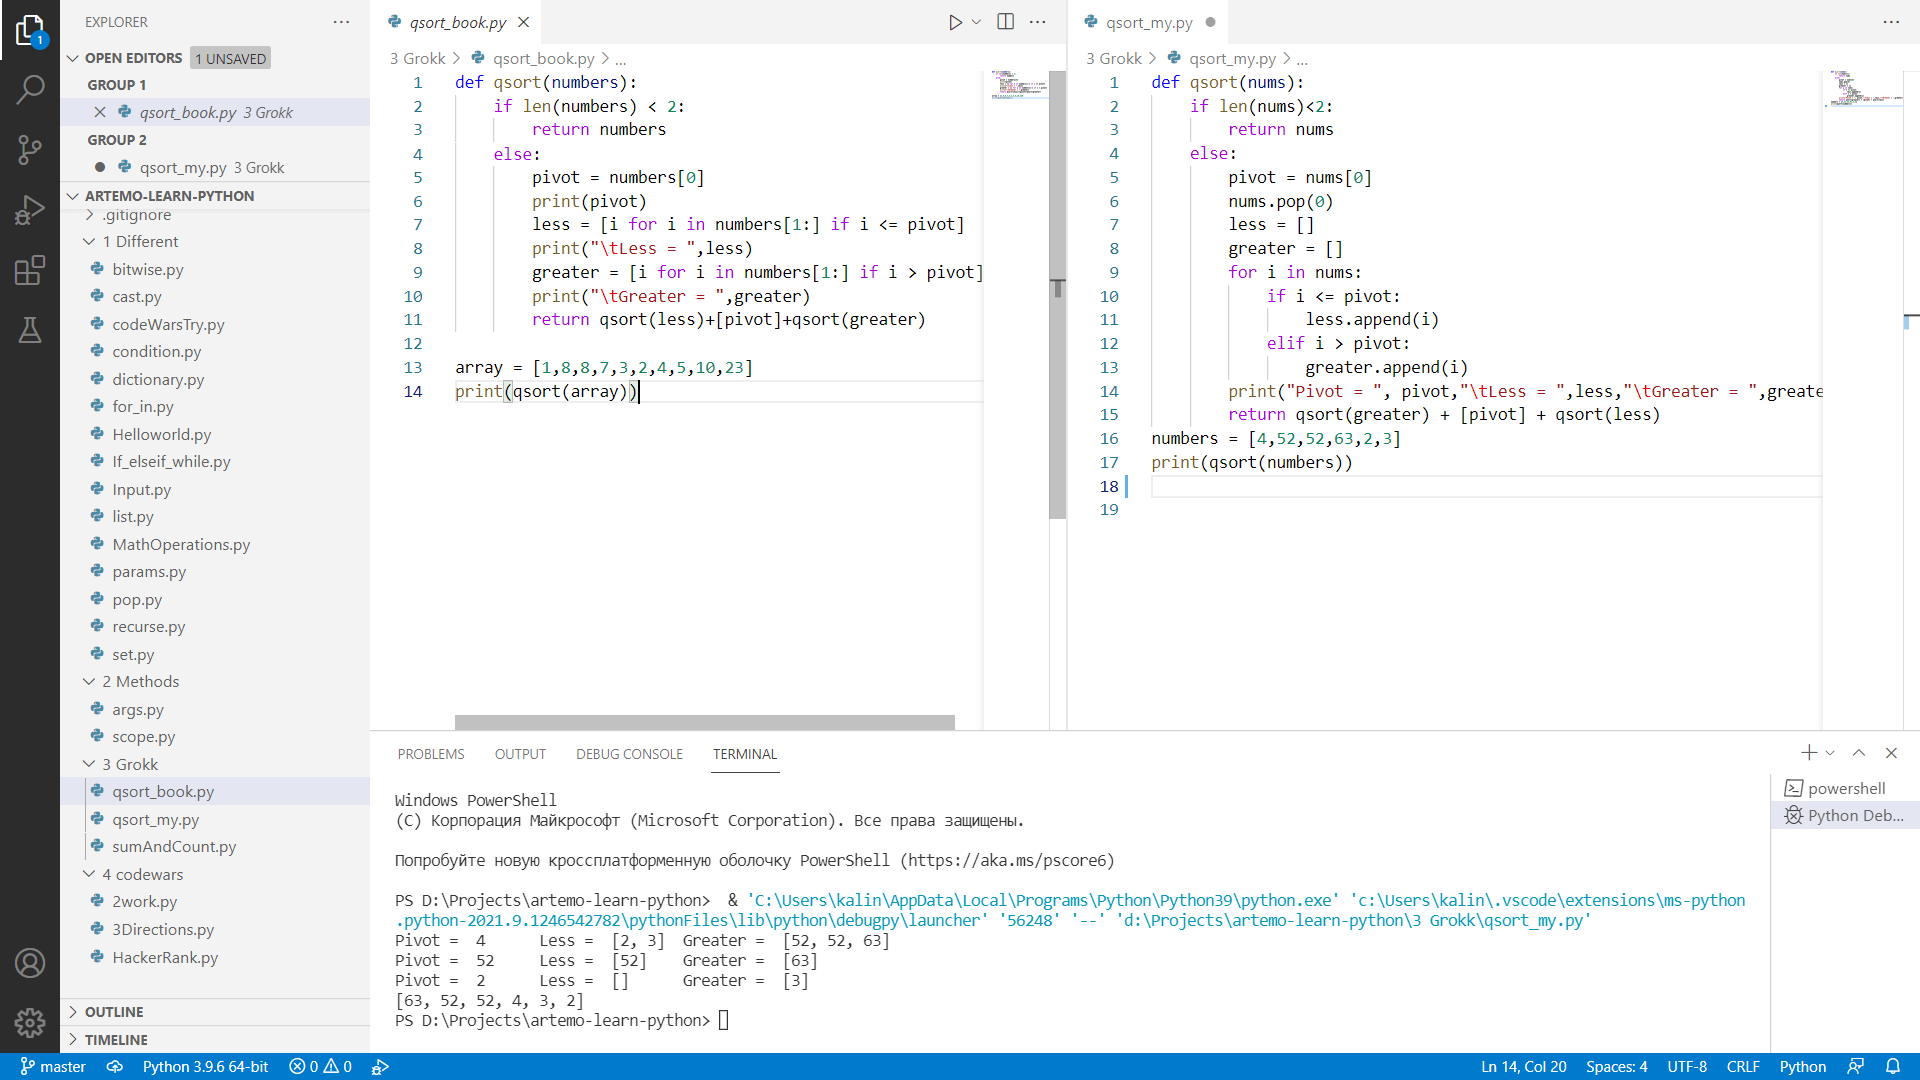 EXPLORER
OPEN EDITORS 1 UNSAVED
GROUP 1
qsort_book.py 3 Grokk
GROUP 2
qsort_my.py 3 Grokk
ARTEMO-LEARN-PYTHON
.gitignore
1 Different
bitwise.py
cast.py
codeWarsTry.py
condition.py
dictionary.py
for_in.py
Helloworld.py
If_elseif_while.py
Input.py
list.py
MathOperations.py
params.py
pop.py
recurse.py
set.py
2 Methods
args.py
scope.py
3 Grokk
qsort_book.py
qsort_my.py
sumAndCount.py
4 codewars
2work.py
3Directions.py
HackerRank.py
OUTLINE
TIMELINE
1
qsort_book.py
3 Grokk > qsort_book.py > ...
1 def qsort(numbers):
2 if len(numbers) < 2:
3 return numbers
4 else:
5 pivot = numbers[0]
6 print(pivot)
7 less = [i for i in numbers[1:] if i <= pivot]
8 print("\tLess = ",less)
9 greater = [i for i in numbers[1:] if i > pivot]
10 print("\tGreater = ",greater)
11 return qsort(less)+[pivot]+qsort(greater)
12
13 array = [1,8,8,7,3,2,4,5,10,23]
14 print(qsort(array))
qsort_my.py
3 Grokk > qsort_my.py > ...
1 def qsort(nums):
2 if len(nums)<2:
3 return nums
4 else:
5 pivot = nums[0]
6 nums.pop(0)
7 less = []
8 greater = []
9 for i in nums:
10 if i <= pivot:
11 less.append(i)
12 elif i > pivot:
13 greater.append(i)
14 print("Pivot = ", pivot,"\tLess = ",less,"\tGreater = ",greate
15 return qsort(greater) + [pivot] + qsort(less)
16 numbers = [4,52,52,63,2,3]
17 print(qsort(numbers))
18
19
PROBLEMS OUTPUT DEBUG CONSOLE TERMINAL
Windows PowerShell
(C) Корпорация Майкрософт (Microsoft Corporation). Все права защищены.
Попробуйте новую кроссплатформенную оболочку PowerShell (https://aka.ms/pscore6)
PS D:\Projects\artemo-learn-python> & 'C:\Users\kalin\AppData\Local\Programs\Python\Python39\python.exe' 'c:\Users\kalin\.vscode\extensions\ms-python
.python-2021.9.1246542782\pythonFiles\lib\python\debugpy\launcher' '56248' '--' 'd:\Projects\artemo-learn-python\3 Grokk\qsort_my.py'
Pivot = 4 Less = [2, 3] Greater = [52, 52, 63]
Pivot = 52 Less = [52] Greater = [63]
Pivot = 2 Less = [] Greater = [3]
[63, 52, 52, 4, 3, 2]
PS D:\Projects\artemo-learn-python>
powershell
Python Deb...
master Python 3.9.6 64-bit 0 0 Ln 14, Col 20 Spaces: 4 UTF-8 CRLF Python